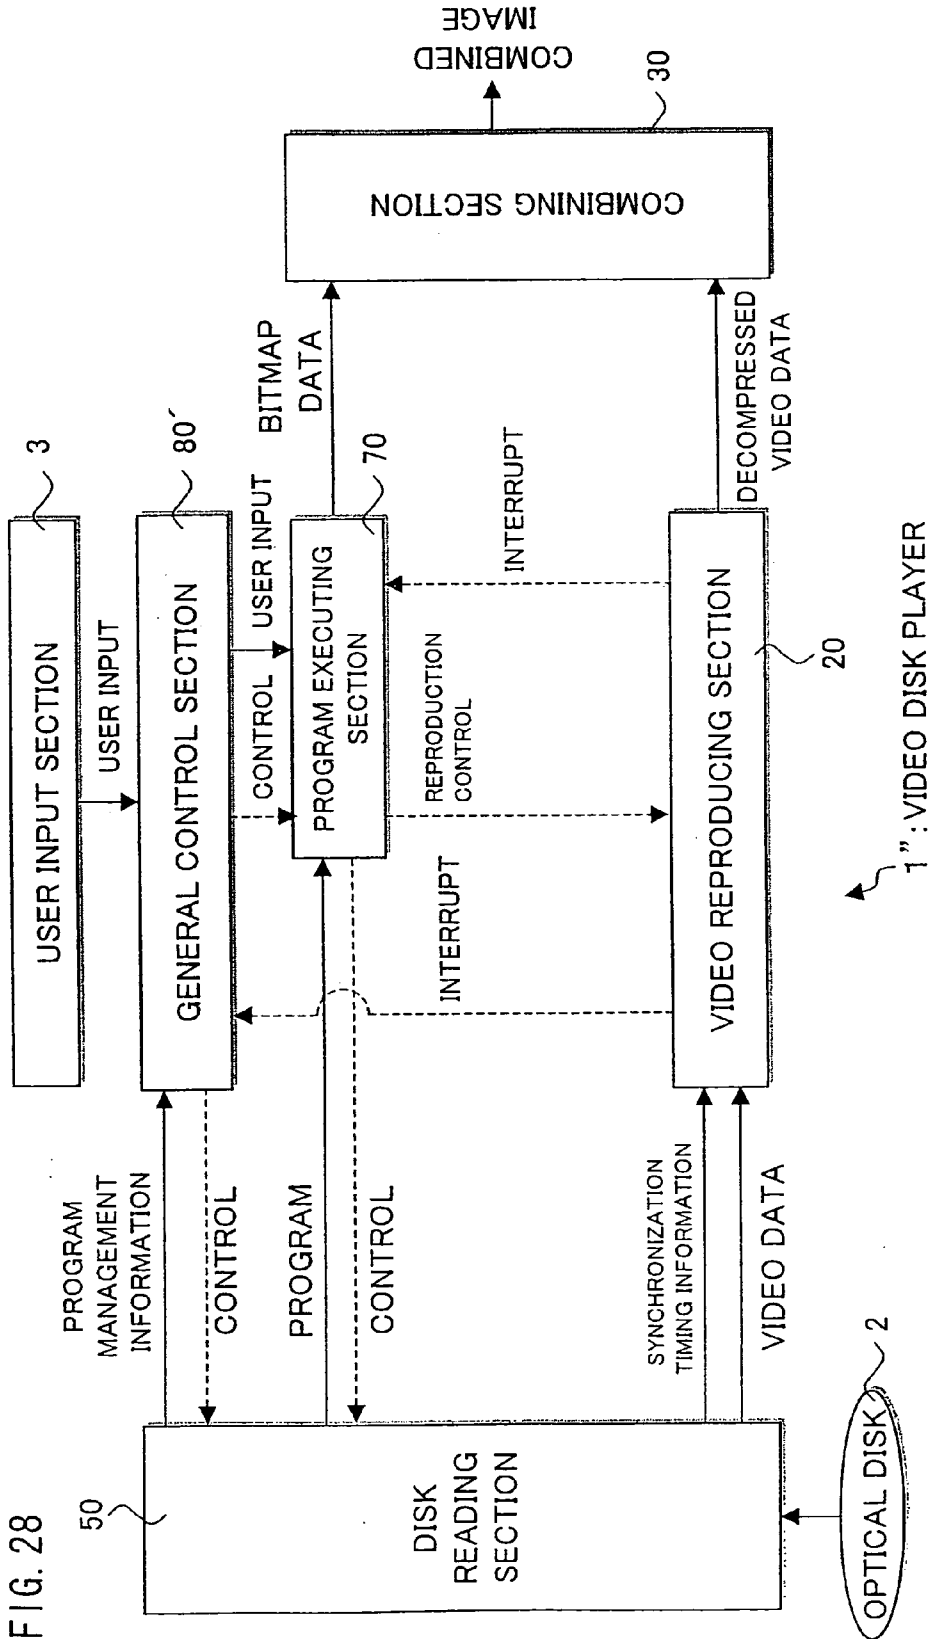 FIG. 28
50
DISK
READING
SECTION
OPTICAL DISK
2
PROGRAM
MANAGEMENT
INFORMATION
CONTROL
PROGRAM
CONTROL
SYNCHRONIZATION
TIMING INFORMATION
VIDEO DATA
USER INPUT SECTION
3
USER INPUT
GENERAL CONTROL SECTION
80´
CONTROL
USER INPUT
PROGRAM EXECUTING
SECTION
70
INTERRUPT
REPRODUCTION
CONTROL
INTERRUPT
VIDEO REPRODUCING SECTION
20
BITMAP
DATA
DECOMPRESSED
VIDEO DATA
COMBINING SECTION
30
COMBINED
IMAGE
1” : VIDEO DISK PLAYER